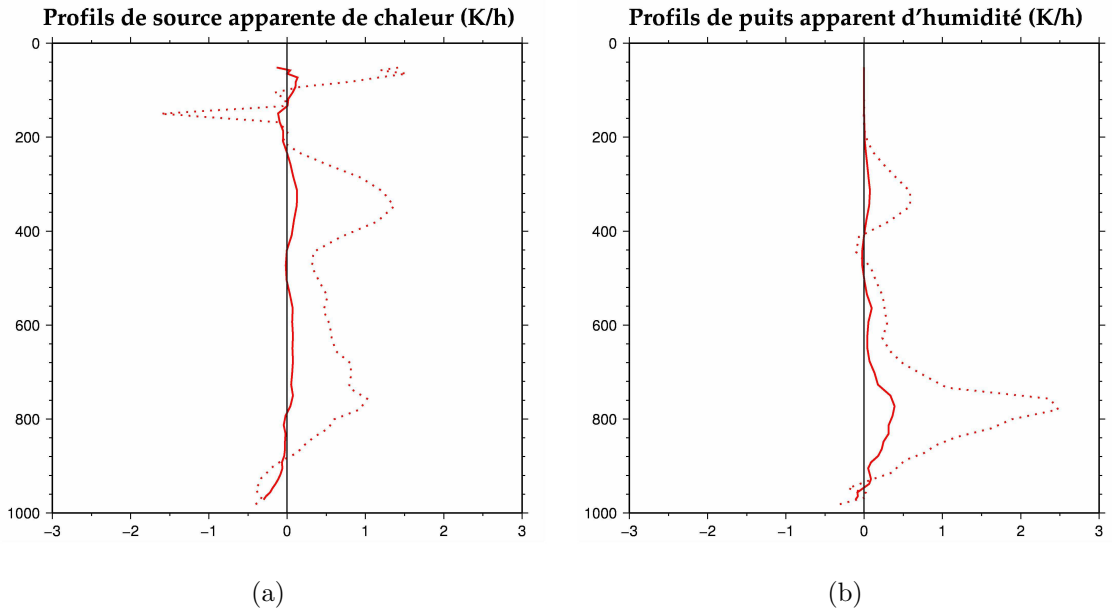 Profils de source apparente de chaleur (K/h)
0
200
400
600
800
1000
−3 −2 −1 0 1 2 3
(a)
Profils de puits apparent d’humidité (K/h)
0
200
400
600
800
1000
−3 −2 −1 0 1 2 3
(b)